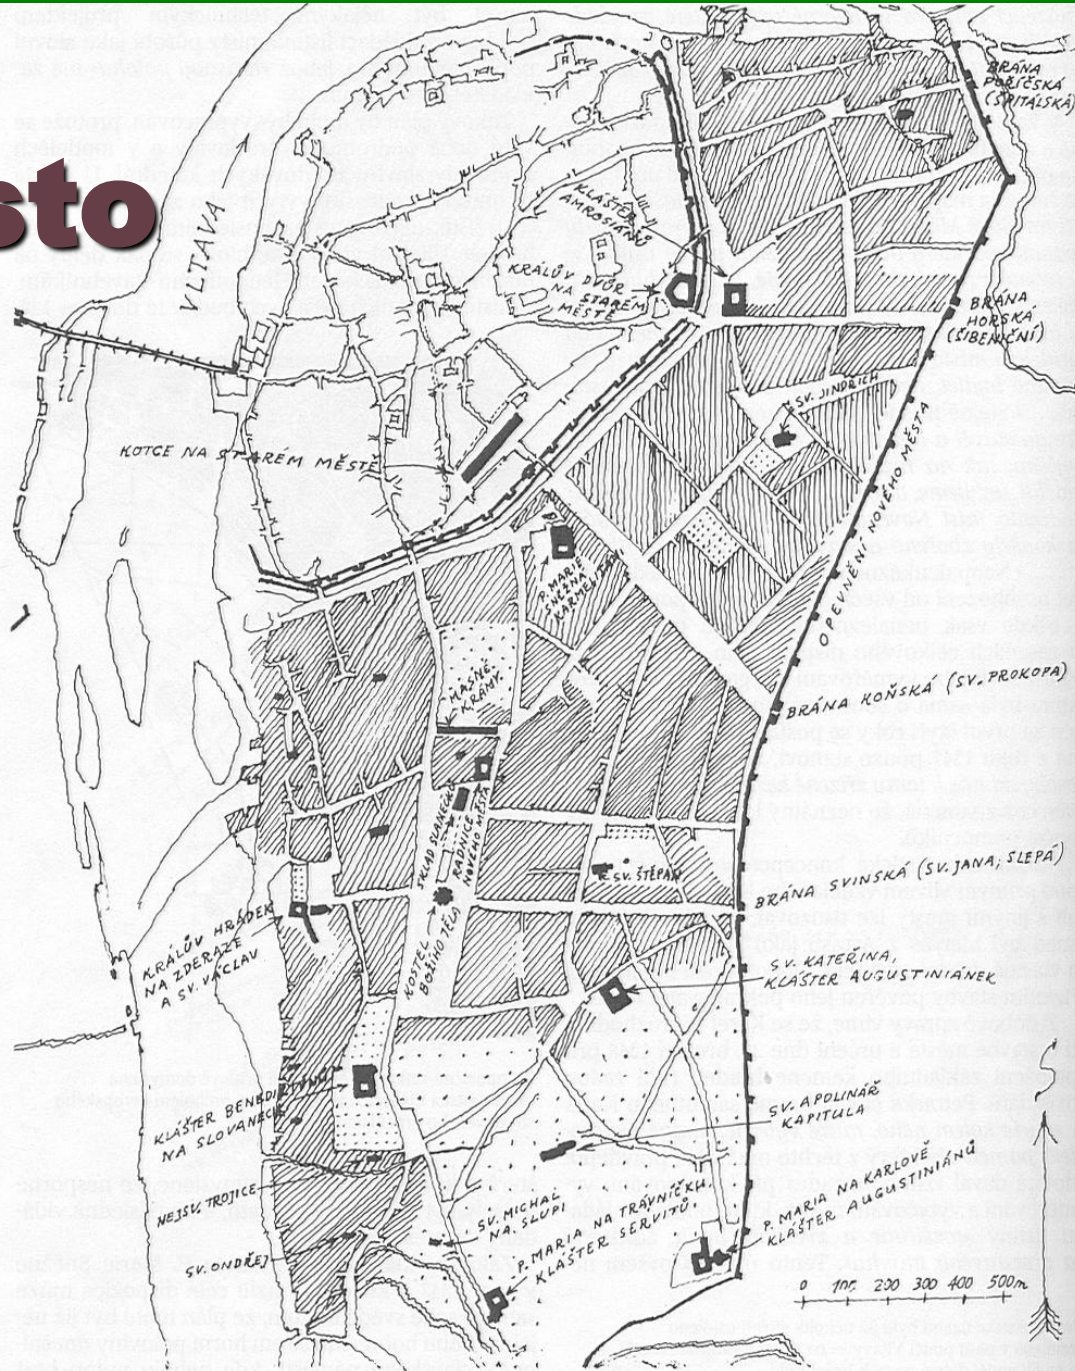 sto
VLTAVA
BRÁNA
POŘÍČSKÁ
(ŠPITÁLSKÁ)
KLÁŠTER
AMROSIÁNŮ
KRÁLŮV DVŮR
NA STARÉM
MĚSTĚ
BRÁNA
HORSKÁ
(ŠIBENIČNÍ)
SV. JINDŘICH
KOTCE NA STARÉM MĚSTĚ
OPEVNĚNÍ NOVÉHO MĚSTA
P. MARIE
SNĚŽNÁ
KARMELITÁNI
MASNÉ
KRÁMY
BRÁNA KOŇSKÁ (SV. PROKOPA)
SKLAD SLANEČKŮ
RADNICE
NOVÉHO MĚSTA
K. SV. ŠTĚPÁN
BRÁNA SVINSKÁ (SV. JANA, SLEPÁ)
KRÁLŮV HRÁDEK
NA ZDERAZE
A SV. VÁCLAV
KOSTEL
BOŽÍHO TĚLA
SV. KATEŘINA,
KLÁŠTER AUGUSTINIÁNEK
KLÁŠTER BENEDIKTINŮ
NA SLOVANECH
SV. APOLINÁŘ
KAPITULA
NEJSV. TROJICE
SV. MICHAL
NA SLUPI
P. MARIA NA TRÁVNIČKU
KLÁŠTER SERVITŮ
P. MARIA NA KARLOVĚ
KLÁŠTER AUGUSTINIÁNŮ
SV. ONDŘEJ
0 100 200 300 400 500m